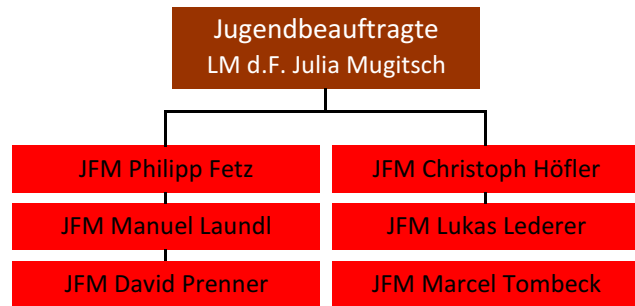 Jugendbeauftragte
LM d.F. Julia Mugitsch
JFM Philipp Fetz
JFM Christoph Höfler
JFM Manuel Laundl
JFM Lukas Lederer
JFM David Prenner
JFM Marcel Tombeck